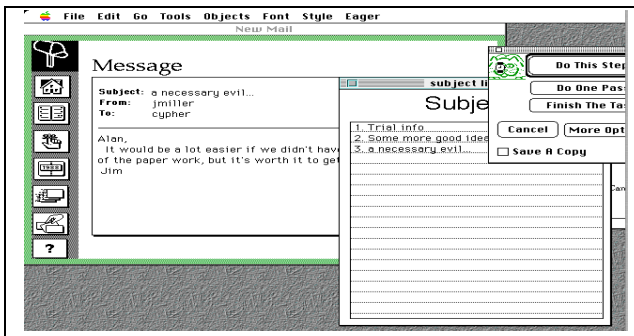 File Edit Go Tools Objects Font Style Eager
New Mail
Message
Subject: a necessary evil...
From: jmiller
To: cypher
Alan,
It would be a lot easier if we didn't have
of the paper work, but it's worth it to get
Jim
subject li
Subje
1. Trial info
2. Some more good idea
3. a necessary evil...
Do This Step
Do One Pas
Finish The Ta
Cancel
More Opt
Save A Copy
?